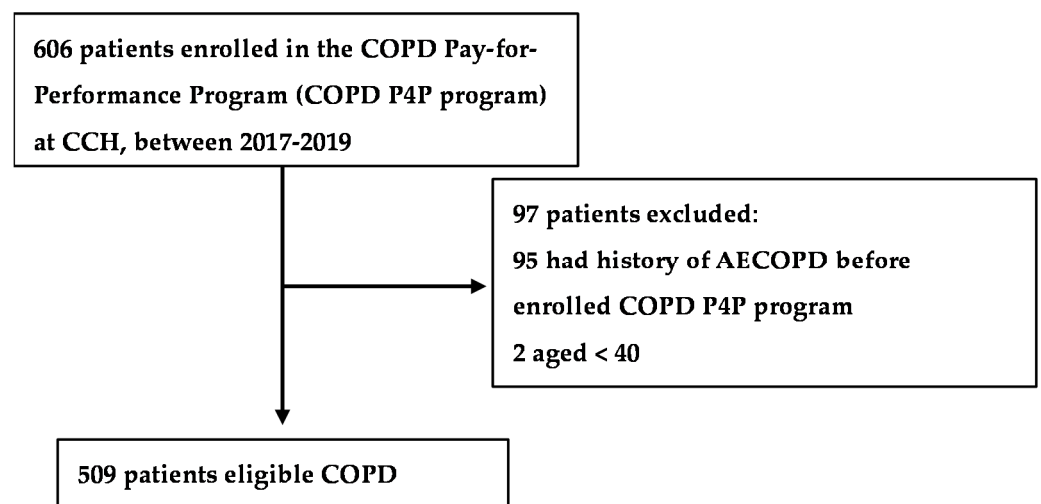 606 patients enrolled in the COPD Pay-for-
Performance Program (COPD P4P program)
at CCH, between 2017-2019
97 patients excluded:
95 had history of AECOPD before
enrolled COPD P4P program
2 aged < 40
509 patients eligible COPD